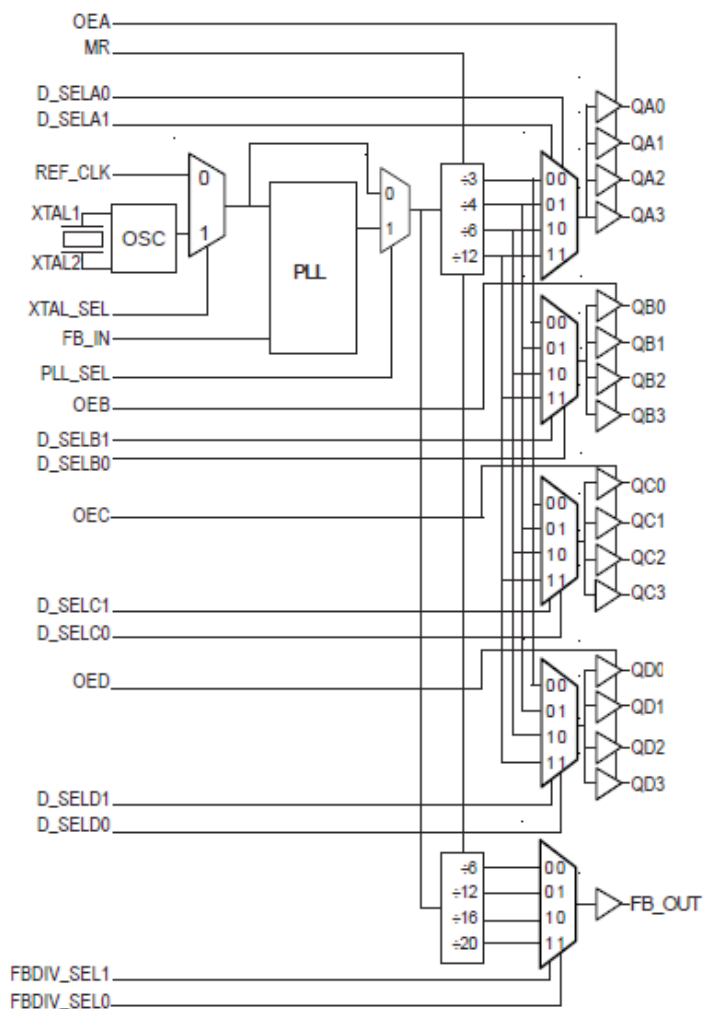 OEA
MR
D_SELA0
D_SELA1
REF_CLK
XTAL1
XTAL2
OSC
0
1
XTAL_SEL
FB_IN
PLL_SEL
PLL
0
1
÷3
÷4
÷6
÷12
00
01
10
11
QA0
QA1
QA2
QA3
OEB
D_SELB1
D_SELB0
00
01
10
11
QB0
QB1
QB2
QB3
OEC
D_SELC1
D_SELC0
00
01
10
11
QC0
QC1
QC2
QC3
OED
D_SELD1
D_SELD0
00
01
10
11
QD0
QD1
QD2
QD3
÷6
÷12
÷16
÷20
00
01
10
11
FB_OUT
FBDIV_SEL1
FBDIV_SEL0